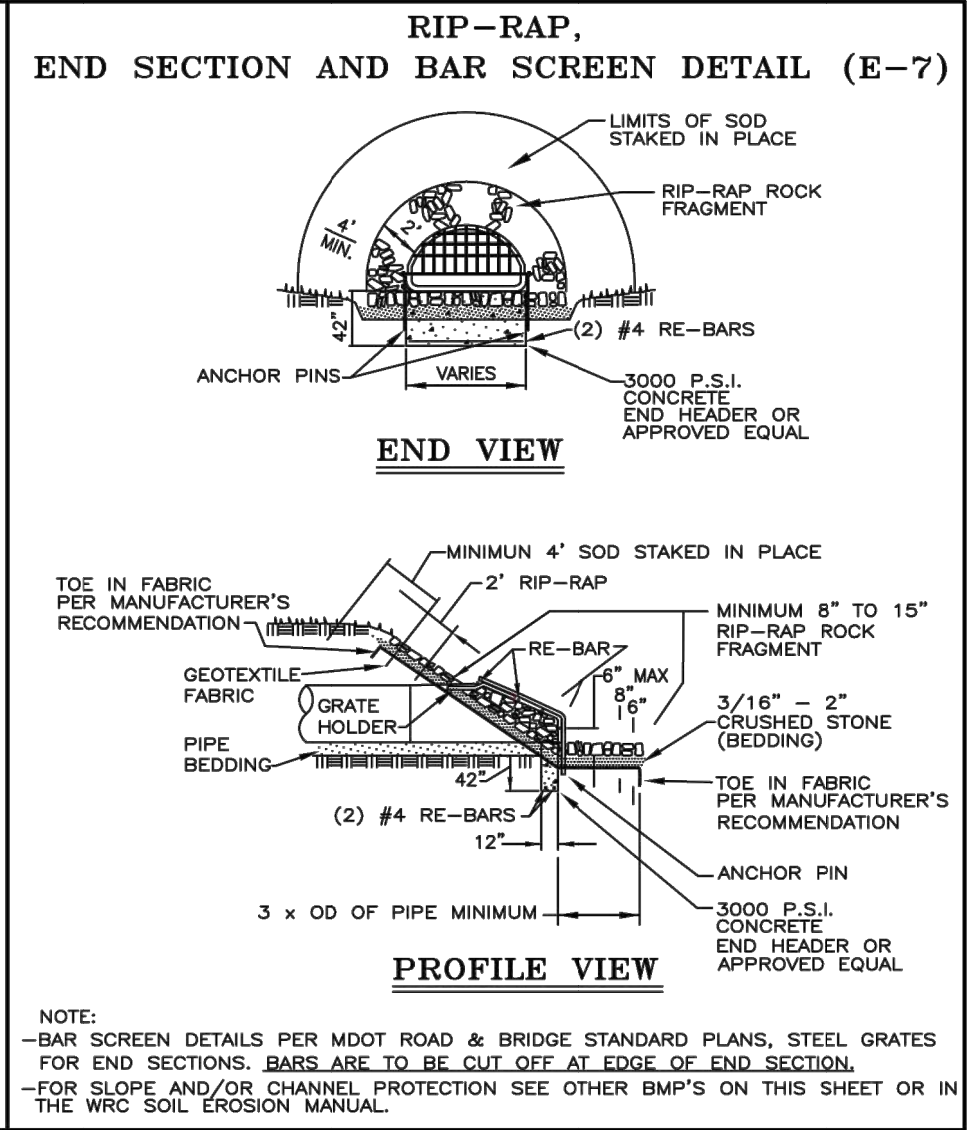 RIP-RAP,
END SECTION AND BAR SCREEN DETAIL (E-7)
LIMITS OF SOD
STAKED IN PLACE
RIP-RAP ROCK
FRAGMENT
4'
MIN.
2'
42"
(2) #4 RE-BARS
ANCHOR PINS
VARIES
3000 P.S.I.
CONCRETE
END HEADER OR
APPROVED EQUAL
END VIEW
MINIMUN 4' SOD STAKED IN PLACE
2' RIP-RAP
TOE IN FABRIC
PER MANUFACTURER'S
RECOMMENDATION
MINIMUM 8" TO 15"
RIP-RAP ROCK
FRAGMENT
RE-BAR
GEOTEXTILE
FABRIC
6" MAX
8"
6"
3/16" - 2"
CRUSHED STONE
(BEDDING)
GRATE
HOLDER
PIPE
BEDDING
42"
TOE IN FABRIC
PER MANUFACTURER'S
RECOMMENDATION
(2) #4 RE-BARS
12"
ANCHOR PIN
3 x OD OF PIPE MINIMUM
3000 P.S.I.
CONCRETE
END HEADER OR
APPROVED EQUAL
PROFILE VIEW
NOTE:
-BAR SCREEN DETAILS PER MDOT ROAD & BRIDGE STANDARD PLANS, STEEL GRATES
FOR END SECTIONS. BARS ARE TO BE CUT OFF AT EDGE OF END SECTION.
-FOR SLOPE AND/OR CHANNEL PROTECTION SEE OTHER BMP'S ON THIS SHEET OR IN
THE WRC SOIL EROSION MANUAL.